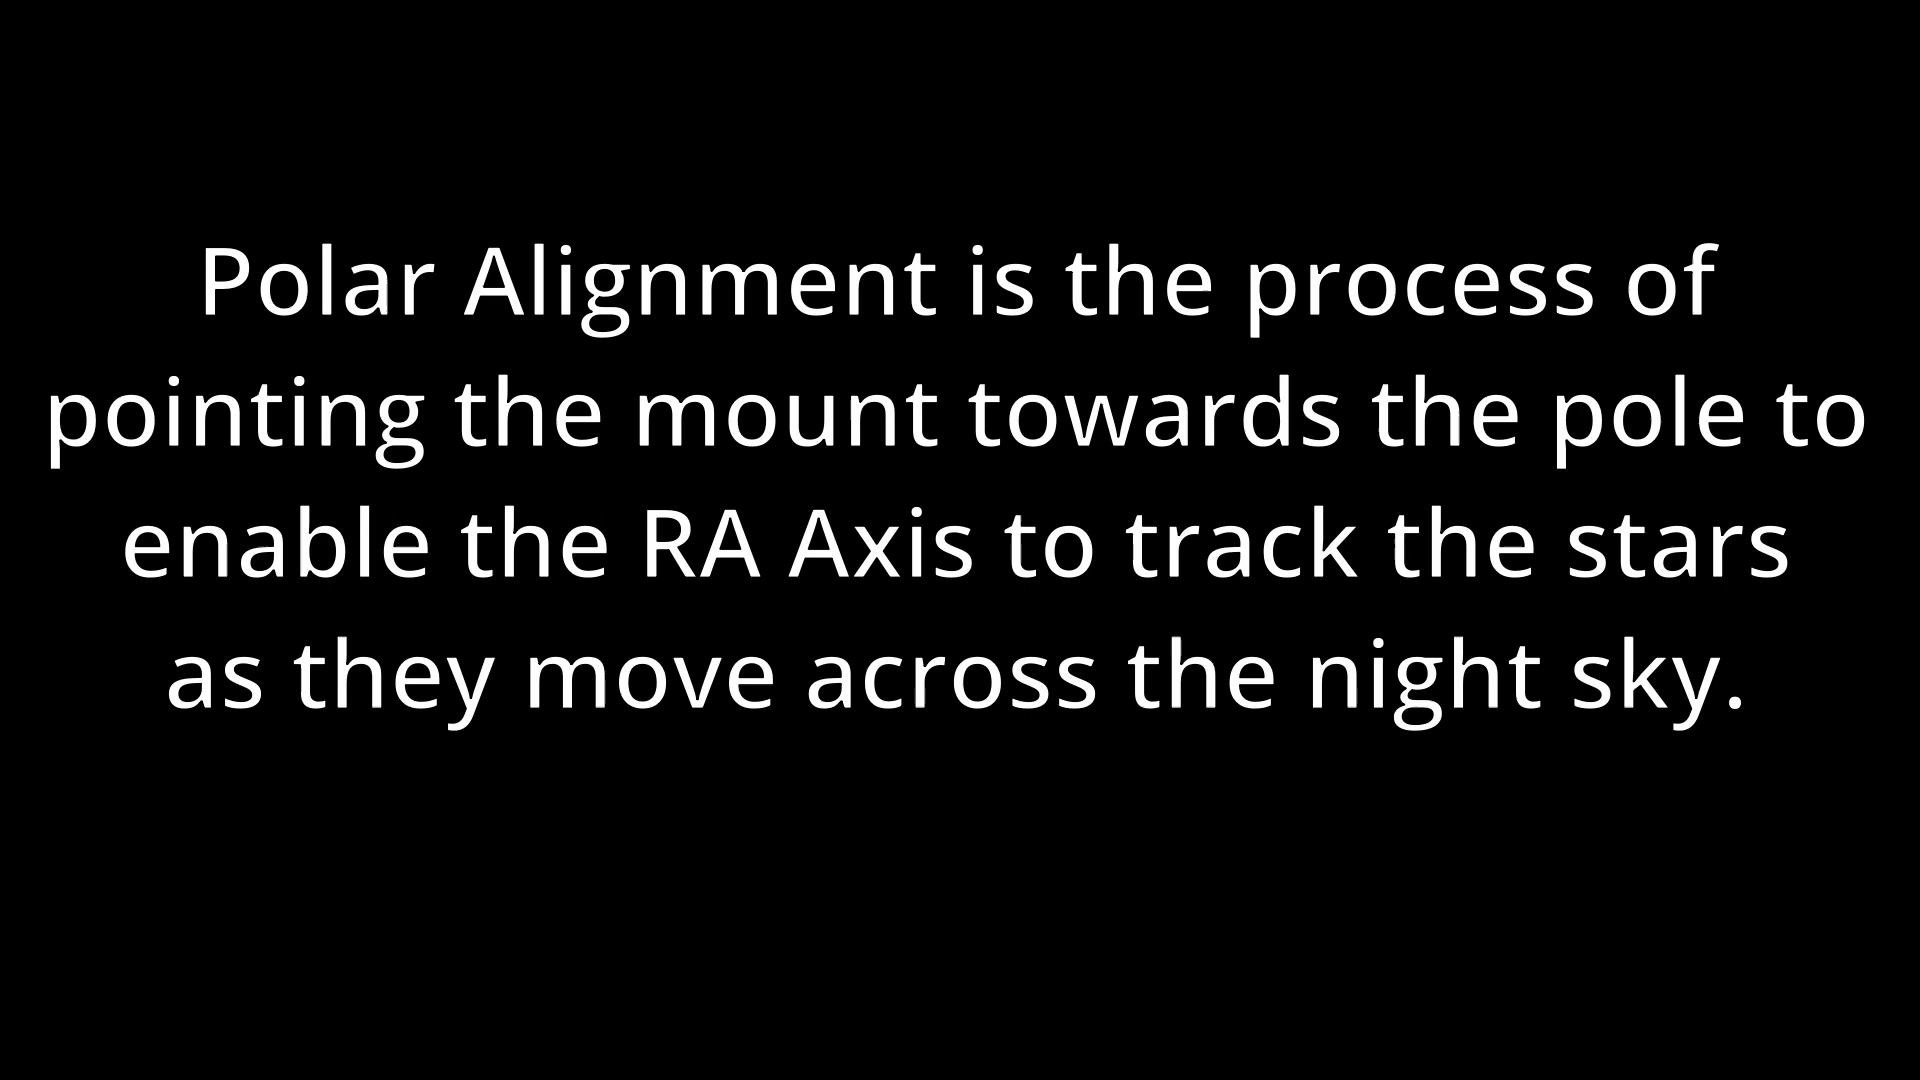 Polar Alignment is the process of
pointing the mount towards the pole to
enable the RA Axis to track the stars
as they move across the night sky.